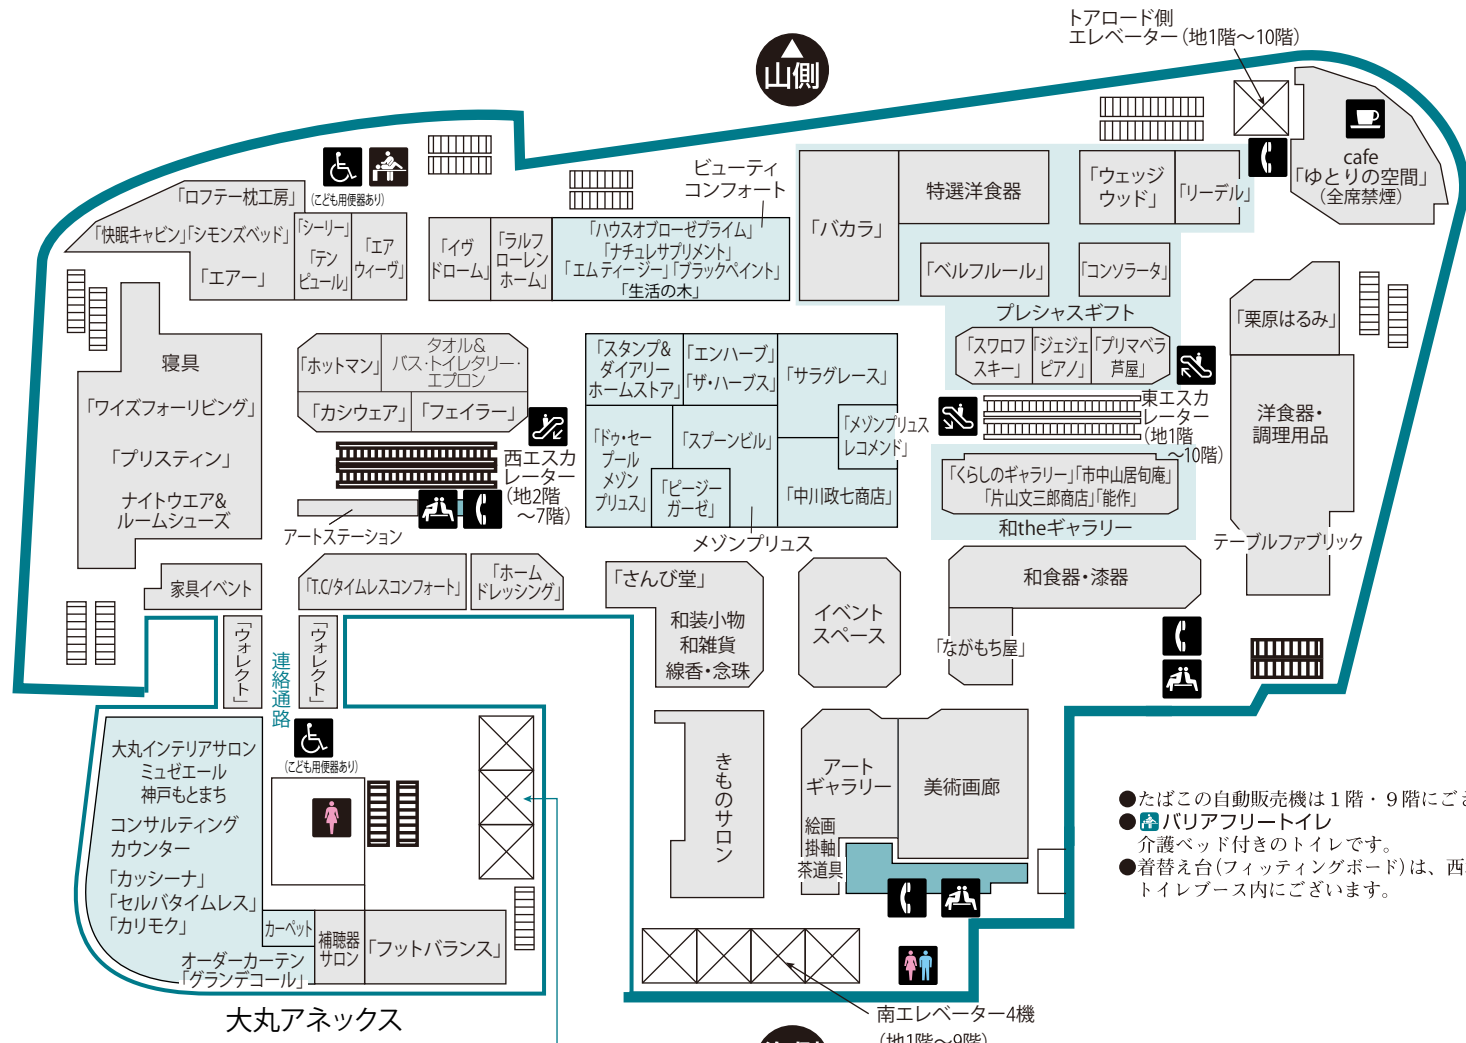 トアロード側
エレベーター(地1階〜10階)
山側
cafe
「ゆとりの空間」
(全席禁煙)
ビューティ
コンフォート
「ロフテー枕工房」
(こども用便器あり)
「快眠キャビン」「シモンズベッド」
「エアー」
「シーリー」
「テン
ピュール」
「エア
ウィーヴ」
「イヴ
ドローム」
「ラルフ
ローレン
ホーム」
「ハウスオブローゼプライム」
「ナチュレサプリメント」
「エムティージー」「ブラックペイント」
「生活の木」
「バカラ」
特選洋食器
「ウェッジ
ウッド」
「リーデル」
「ベルフルール」
「コンソラータ」
プレシャスギフト
「スワロフ
スキー」
「ジェジェ
ピアノ」
「プリマベラ
芦屋」
「栗原はるみ」
寝具
「ワイズフォーリビング」
「プリスティン」
ナイトウエア&
ルームシューズ
「ホットマン」
タオル&
バス・トイレタリー・
エプロン
「カシウェア」
「フェイラー」
西エスカ
レーター
(地2階
〜7階)
アートステーション
「スタンプ&
ダイアリー
ホームストア」
「エンハーブ」
「ザ・ハーブス」
「サラグレース」
「メゾンプリュス
レコメンド」
「ドゥ・セー
プール
メゾン
プリュス」
「スプーンビル」
「ピージー
ガーゼ」
「中川政七商店」
メゾンプリュス
東エスカ
レーター
(地1階
〜10階)
「くらしのギャラリー」「市中山居旬庵」
「片山文三郎商店」「能作」
和theギャラリー
洋食器・
調理用品
テーブルファブリック
家具イベント
「T.C/タイムレスコンフォート」
「ホーム
ドレッシング」
「さんび堂」
和装小物
和雑貨
線香・念珠
イベント
スペース
和食器・漆器
「ながもち屋」
「ヴォレクト」
連絡通路
「ヴォレクト」
(こども用便器あり)
大丸インテリアサロン
ミュゼエール
神戸もとまち
コンサルティング
カウンター
「カッシーナ」
「セルバタイムレス」
「カリモク」
カーペット
オーダーカーテン
「グランデコール」
補聴器
サロン
「フットバランス」
大丸アネックス
きものサロン
アート
ギャラリー
絵画
掛軸
茶道具
美術画廊
南エレベーター4機
(地1階〜9階)
●たばこの自動販売機は1階・9階にござ
●バリアフリートイレ
介護ベッド付きのトイレです。
●着替え台(フィッティングボード)は、西
トイレブース内にございます。